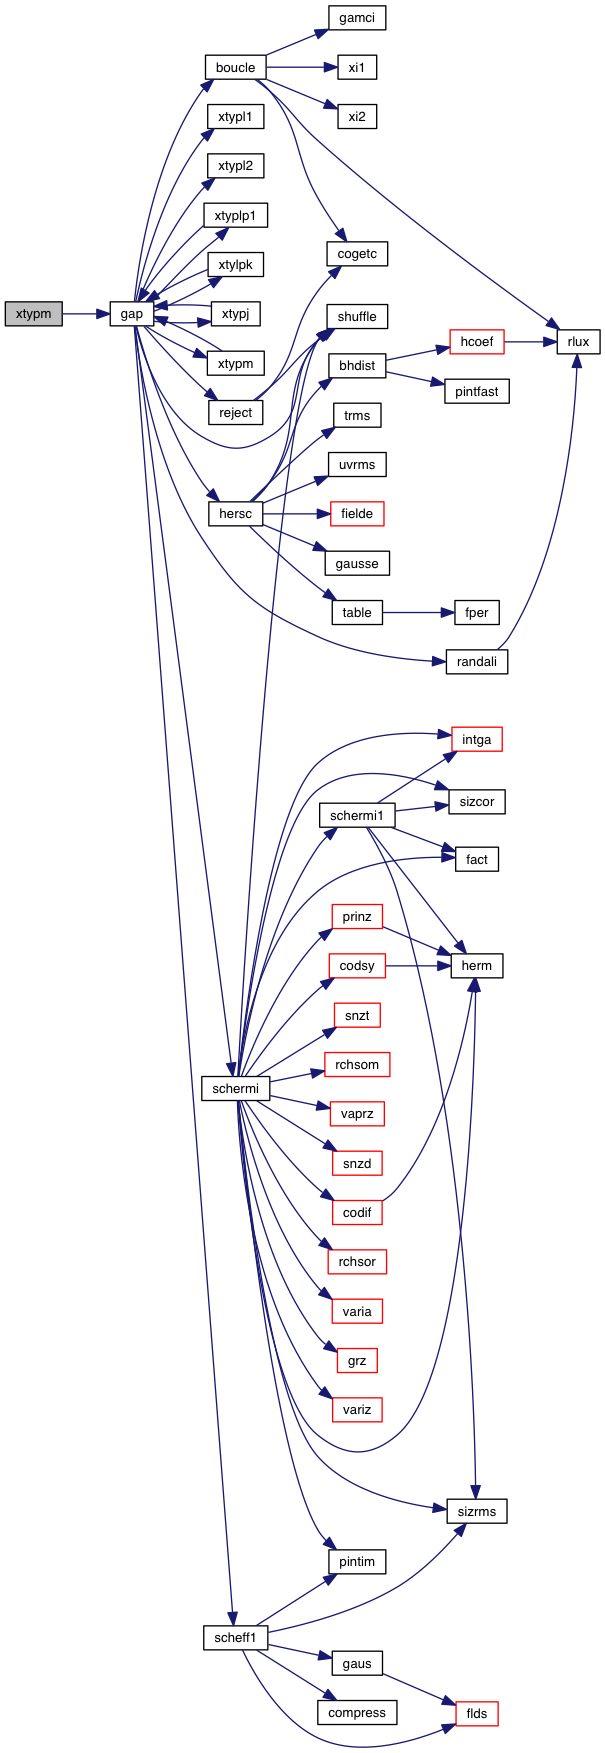 gamci
boucle
xi1
xi2
xtypl1
xtypl2
xtyplp1
cogetc
xtylpk
xtypm
gap
xtypj
shuffle
rlux
hcoef
xtypm
bhdist
pintfast
reject
trms
uvrms
hersc
fielde
gausse
table
fper
randali
intga
sizcor
schermi1
fact
prinz
codsy
herm
snzt
rchsom
schermi
vaprz
snzd
codif
rchsor
varia
grz
variz
sizrms
pintim
scheff1
gaus
compress
flds